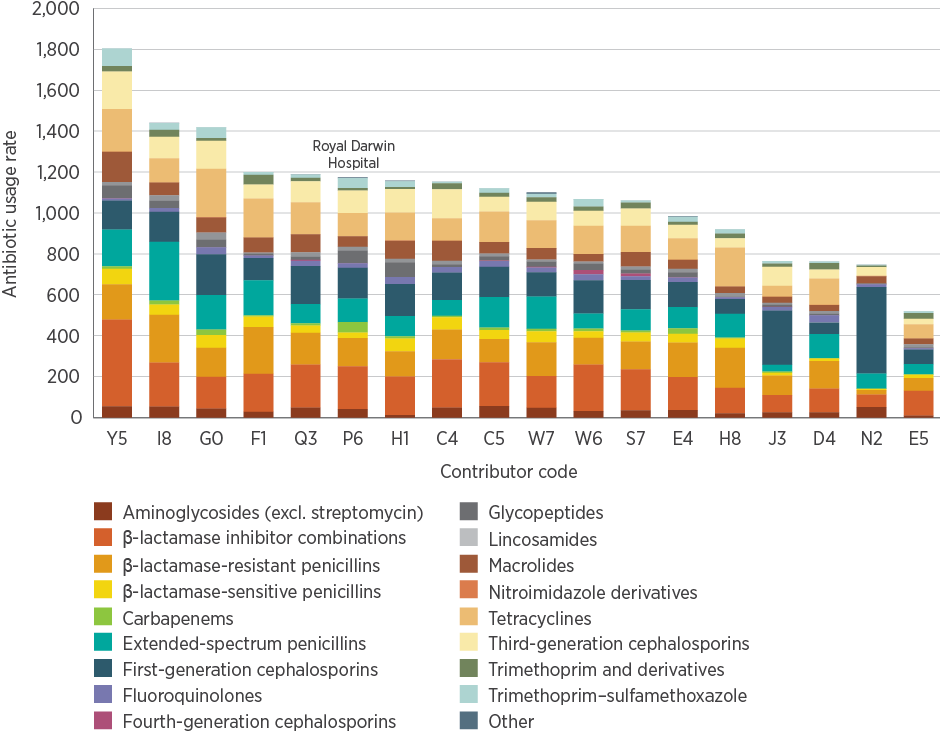 2,000
1,800
1,600
1,400
1,200
1,000
800
600
400
200
0
Antibiotic usage rate
Royal Darwin
Hospital
Y5 I8 G0 F1 Q3 P6 H1 C4 C5 W7 W6 S7 E4 H8 J3 D4 N2 E5
Contributor code
Aminoglycosides (excl. streptomycin)
β-lactamase inhibitor combinations
β-lactamase-resistant penicillins
β-lactamase-sensitive penicillins
Carbapenems
Extended-spectrum penicillins
First-generation cephalosporins
Fluoroquinolones
Fourth-generation cephalosporins
Glycopeptides
Lincosamides
Macrolides
Nitroimidazole derivatives
Tetracyclines
Third-generation cephalosporins
Trimethoprim and derivatives
Trimethoprim–sulfamethoxazole
Other